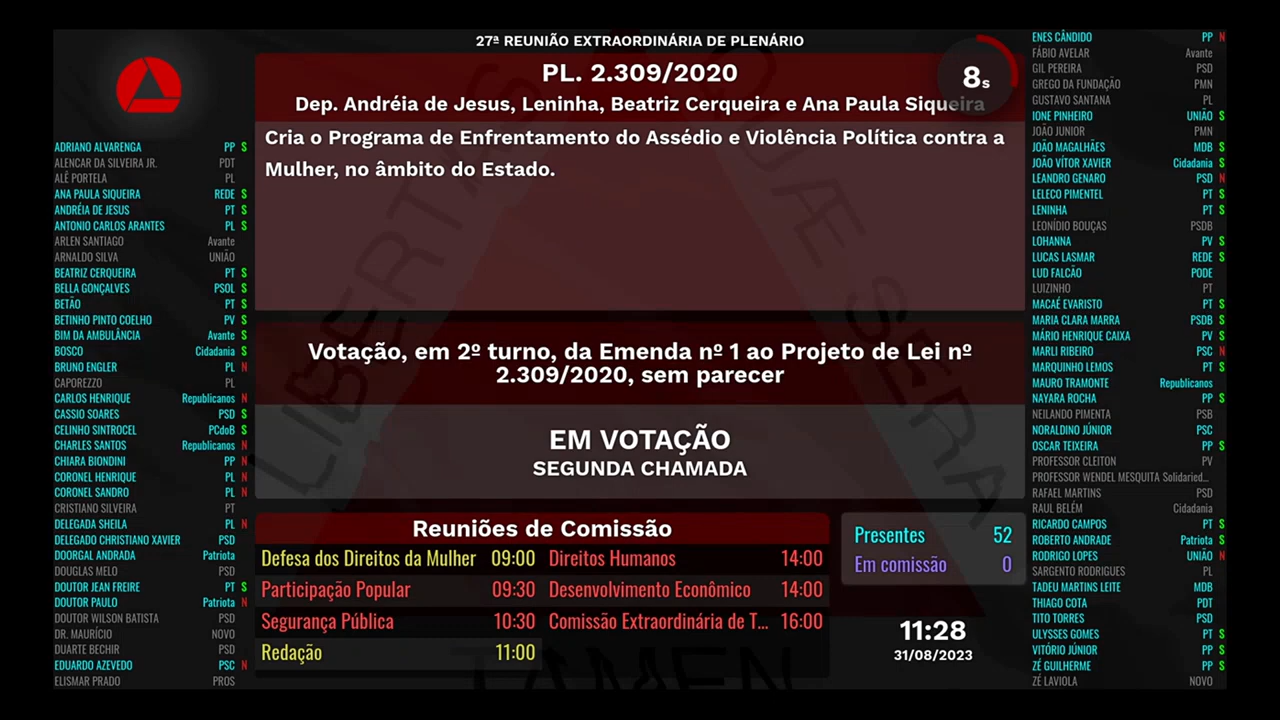 27ª REUNIÃO EXTRAORDINÁRIA DE PLENÁRIO
PL. 2.309/2020
8s
Dep. Andréia de Jesus, Leninha, Beatriz Cerqueira e Ana Paula Siqueira
Cria o Programa de Enfrentamento do Assédio e Violência Política contra a
Mulher, no âmbito do Estado.
Votação, em 2º turno, da Emenda nº 1 ao Projeto de Lei nº
2.309/2020, sem parecer
EM VOTAÇÃO
SEGUNDA CHAMADA
Reuniões de Comissão
Defesa dos Direitos da Mulher 09:00 Direitos Humanos 14:00
Participação Popular 09:30 Desenvolvimento Econômico 14:00
Segurança Pública 10:30 Comissão Extraordinária de T... 16:00
Redação 11:00
Presentes 52
Em comissão 0
11:28
31/08/2023
ADRIANO ALVARENGA PP S
ALENCAR DA SILVEIRA JR. PDT
ALÊ PORTELA PL
ANA PAULA SIQUEIRA REDE S
ANDRÉIA DE JESUS PT S
ANTONIO CARLOS ARANTES PL S
ARLEN SANTIAGO Avante
ARNALDO SILVA UNIÃO
BEATRIZ CERQUEIRA PT S
BELLA GONÇALVES PSOL S
BETÃO PT S
BETINHO PINTO COELHO PV S
BIM DA AMBULÂNCIA Avante S
BOSCO Cidadania S
BRUNO ENGLER PL N
CAPOREZZO PL
CARLOS HENRIQUE Republicanos N
CASSIO SOARES PSD S
CELINHO SINTROCEL PCdoB S
CHARLES SANTOS Republicanos N
CHIARA BIONDINI PP N
CORONEL HENRIQUE PL N
CORONEL SANDRO PL N
CRISTIANO SILVEIRA PT
DELEGADA SHEILA PL N
DELEGADO CHRISTIANO XAVIER PSD
DOORGAL ANDRADA Patriota
DOUGLAS MELO PSD
DOUTOR JEAN FREIRE PT S
DOUTOR PAULO Patriota N
DOUTOR WILSON BATISTA PSD
DR. MAURÍCIO NOVO
DUARTE BECHIR PSD
EDUARDO AZEVEDO PSC N
ELISMAR PRADO PROS
ENES CÂNDIDO PP N
FÁBIO AVELAR Avante
GIL PEREIRA PSD
GREGO DA FUNDAÇÃO PMN
GUSTAVO SANTANA PL
IONE PINHEIRO UNIÃO S
JOÃO JUNIOR PMN
JOÃO MAGALHÃES MDB S
JOÃO VÍTOR XAVIER Cidadania S
LEANDRO GENARO PSD N
LELECO PIMENTEL PT S
LENINHA PT S
LEONÍDIO BOUÇAS PSDB
LOHANNA PV S
LUCAS LASMAR REDE S
LUD FALCÃO PODE
LUIZINHO PT
MACAÉ EVARISTO PT S
MARIA CLARA MARRA PSDB S
MÁRIO HENRIQUE CAIXA PV S
MARLI RIBEIRO PSC N
MARQUINHO LEMOS PT S
MAURO TRAMONTE Republicanos
NAYARA ROCHA PP S
NEILANDO PIMENTA PSB
NORALDINO JÚNIOR PSC
OSCAR TEIXEIRA PP S
PROFESSOR CLEITON PV
PROFESSOR WENDEL MESQUITA Solidaried...
RAFAEL MARTINS PSD
RAUL BELÉM Cidadania
RICARDO CAMPOS PT S
ROBERTO ANDRADE Patriota S
RODRIGO LOPES UNIÃO N
SARGENTO RODRIGUES PL
TADEU MARTINS LEITE MDB
THIAGO COTA PDT
TITO TORRES PSD
ULYSSES GOMES PT S
VITÓRIO JÚNIOR PP S
ZÉ GUILHERME PP S
ZÉ LAVIOLA NOVO
LIBERTAS QUÆ SERA TAMEN